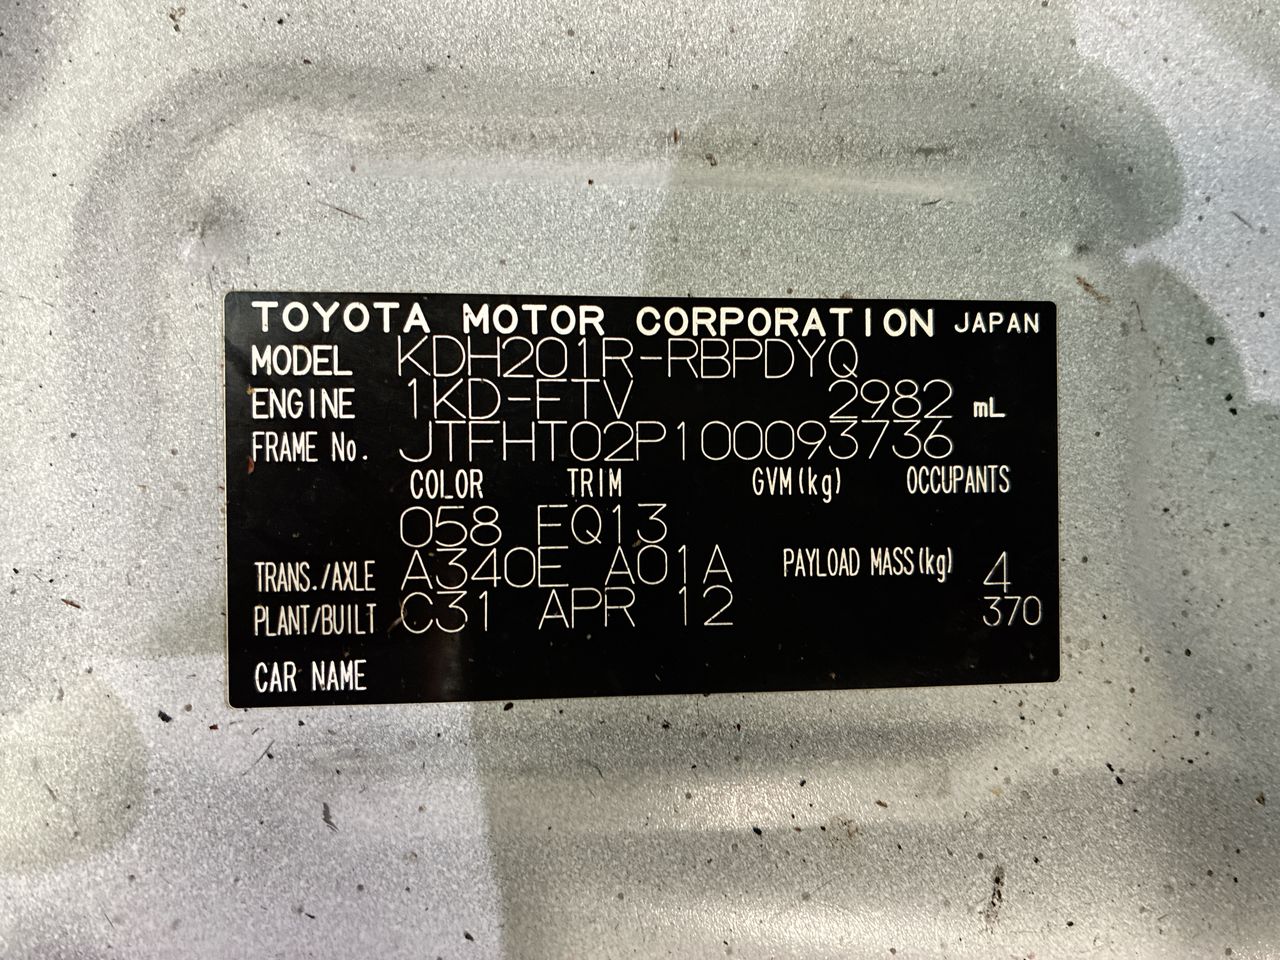 TOYOTA MOTOR CORPORATION JAPAN
MODEL KDH201R-RBPDYQ
ENGINE 1KD-FTV 2982 mL
FRAME No. JTFHT02P100093736
COLOR TRIM GVM(kg) OCCUPANTS
058 EQ13
TRANS./AXLE A340E A01A PAYLOAD MASS(kg) 4
PLANT/BUILT C31 APR 12 370
CAR NAME